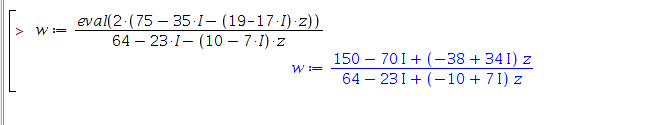 > w := eval(2·(75 − 35·I − (19−17·I)·z)) / 64 − 23·I − (10 − 7·I)·z
w := 150 − 70 I + (−38 + 34 I) z / 64 − 23 I + (−10 + 7 I) z